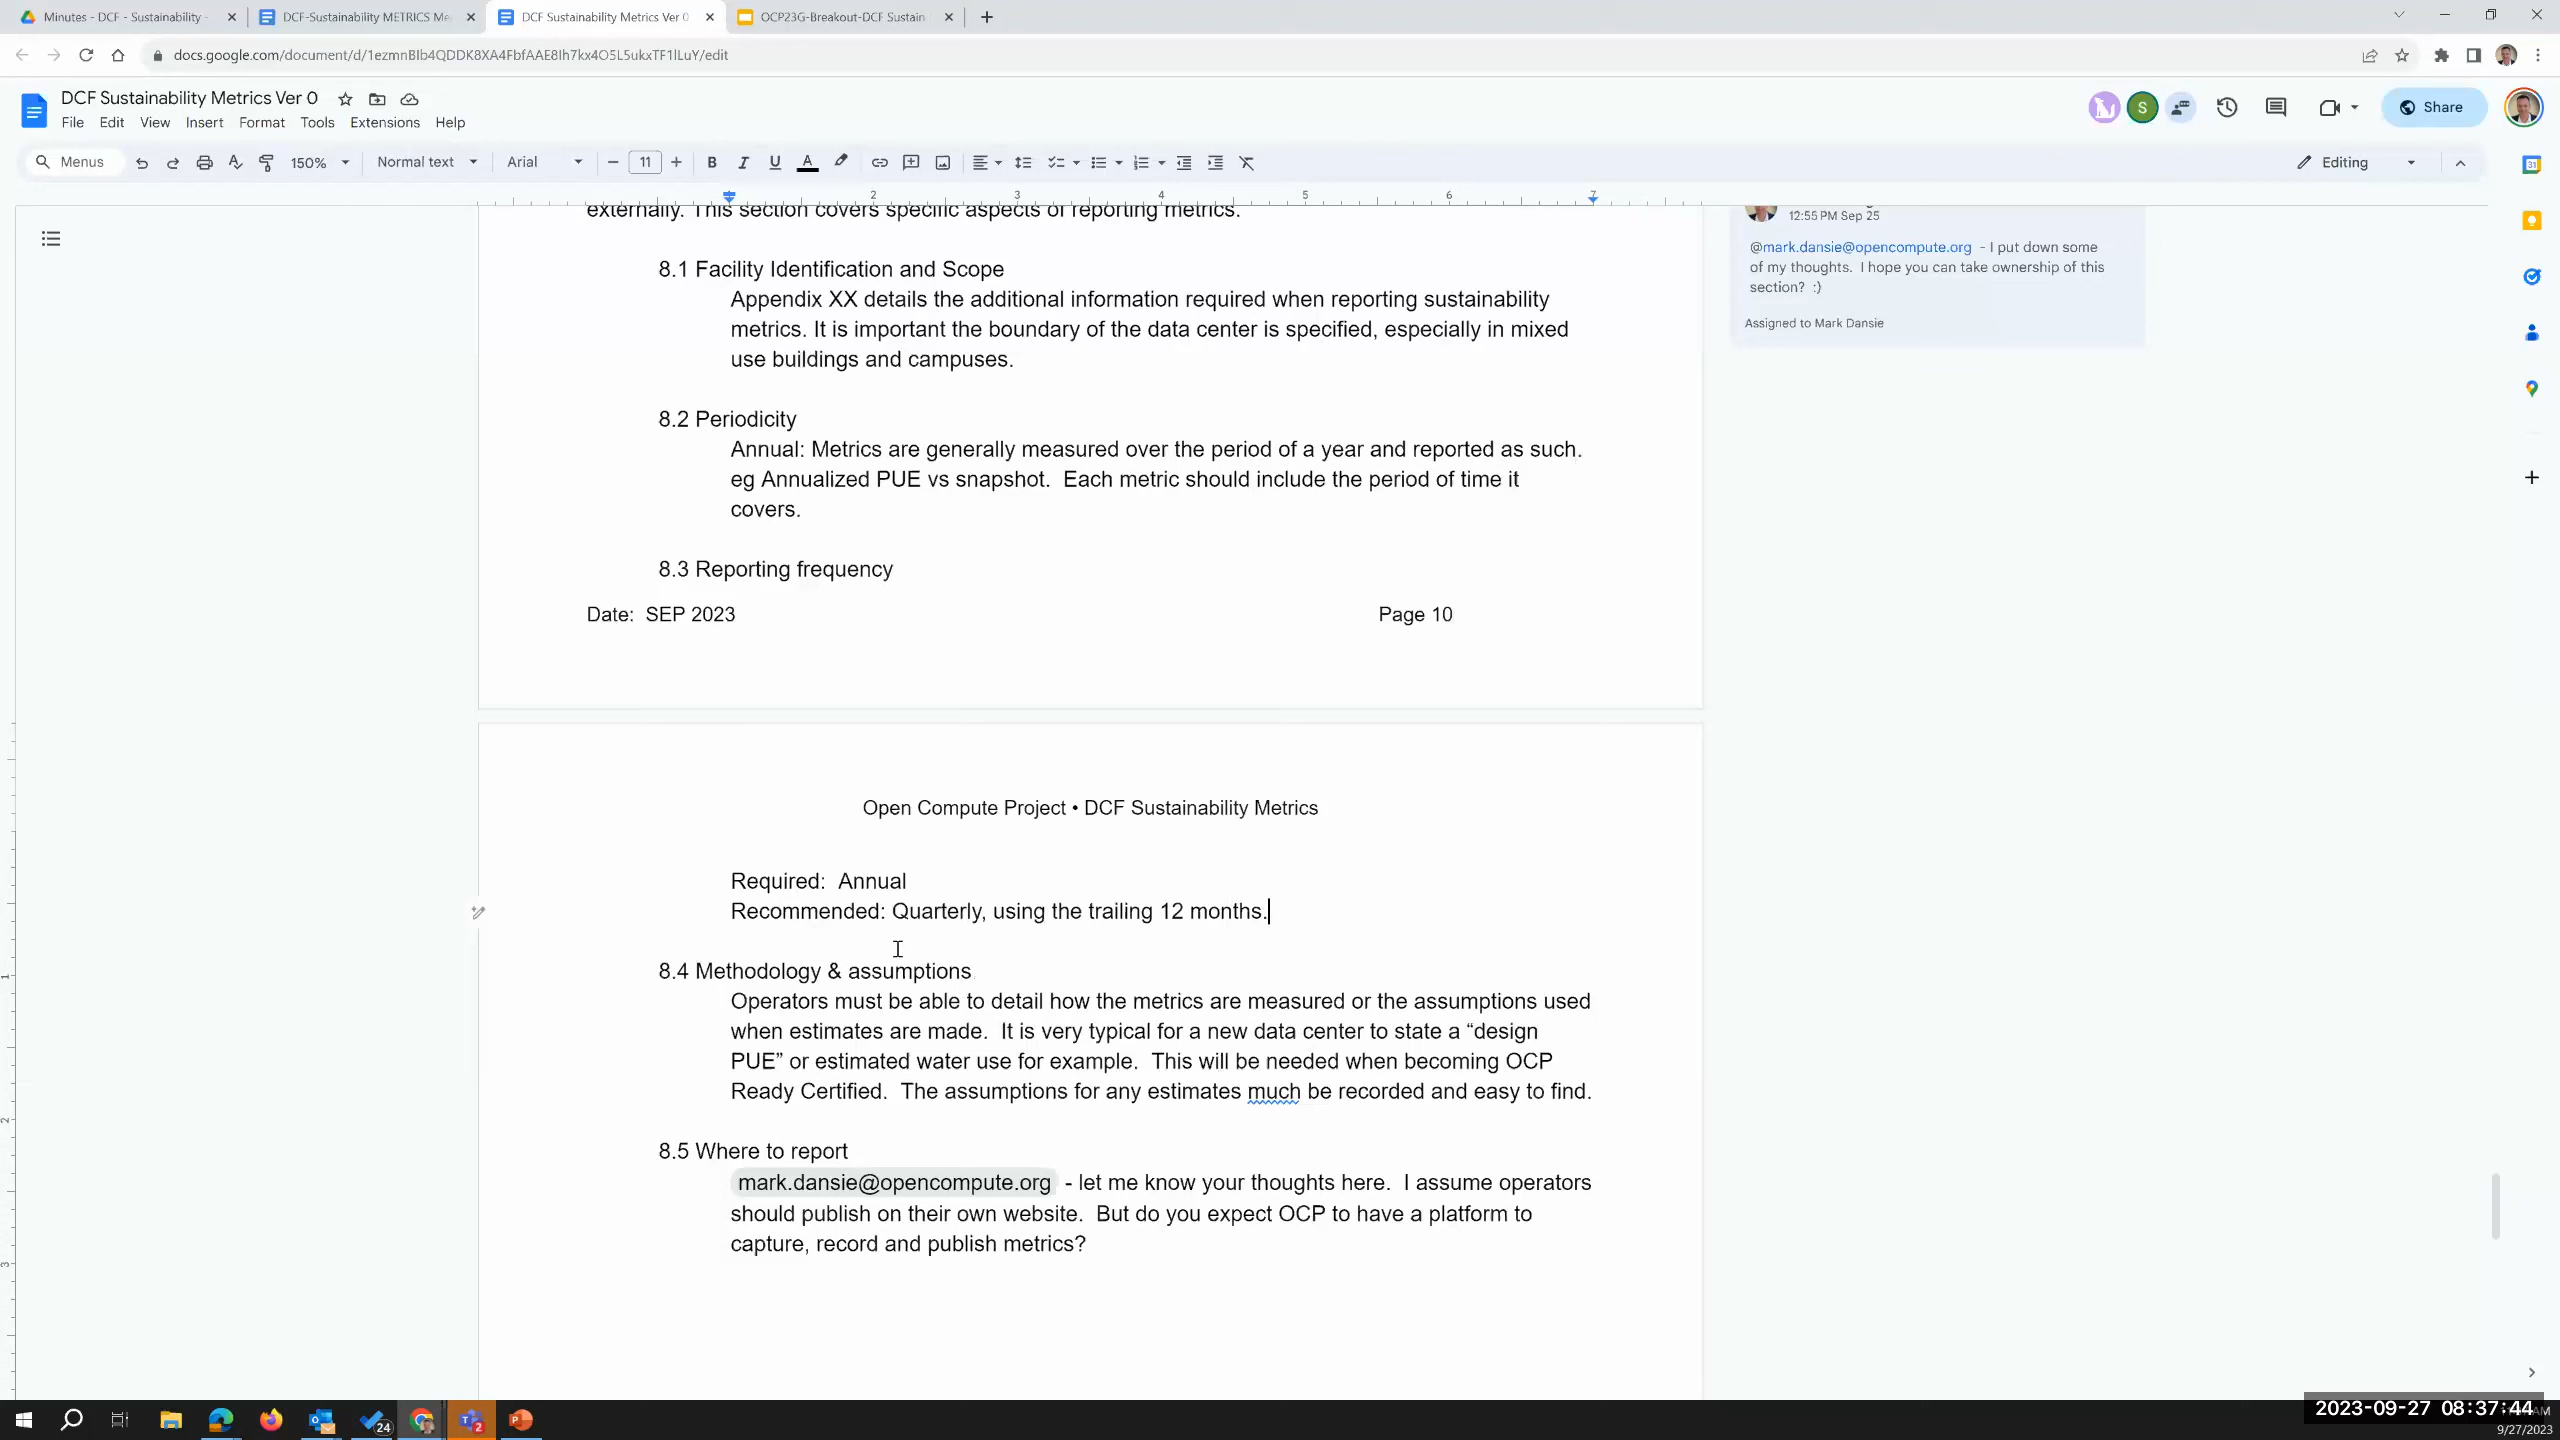 Minutes - DCF - Sustainability -
DCF-Sustainability METRICS Me
DCF Sustainability Metrics Ver 0
OCP23G-Breakout-DCF Sustain
docs.google.com/document/d/1ezmnBIb4QDDK8XA4FbfAAE8Ih7kx4O5L5ukxTF1lLuY/edit
DCF Sustainability Metrics Ver 0
File Edit View Insert Format Tools Extensions Help
S
Share
Menus
150%
Normal text
Arial
11
B I U A
Editing
2 3 4 5 6 7
externally. This section covers specific aspects of reporting metrics.
12:55 PM Sep 25
@mark.dansie@opencompute.org - I put down some
of my thoughts. I hope you can take ownership of this
section? :)
Assigned to Mark Dansie
8.1 Facility Identification and Scope
Appendix XX details the additional information required when reporting sustainability
metrics. It is important the boundary of the data center is specified, especially in mixed
use buildings and campuses.
8.2 Periodicity
Annual: Metrics are generally measured over the period of a year and reported as such.
eg Annualized PUE vs snapshot. Each metric should include the period of time it
covers.
8.3 Reporting frequency
Date: SEP 2023 Page 10
Open Compute Project • DCF Sustainability Metrics
Required: Annual
Recommended: Quarterly, using the trailing 12 months.
8.4 Methodology & assumptions
Operators must be able to detail how the metrics are measured or the assumptions used
when estimates are made. It is very typical for a new data center to state a “design
PUE” or estimated water use for example. This will be needed when becoming OCP
Ready Certified. The assumptions for any estimates much be recorded and easy to find.
8.5 Where to report
mark.dansie@opencompute.org - let me know your thoughts here. I assume operators
should publish on their own website. But do you expect OCP to have a platform to
capture, record and publish metrics?
1
2
3
24
2
2023-09-27 08:37:44
9/27/2023